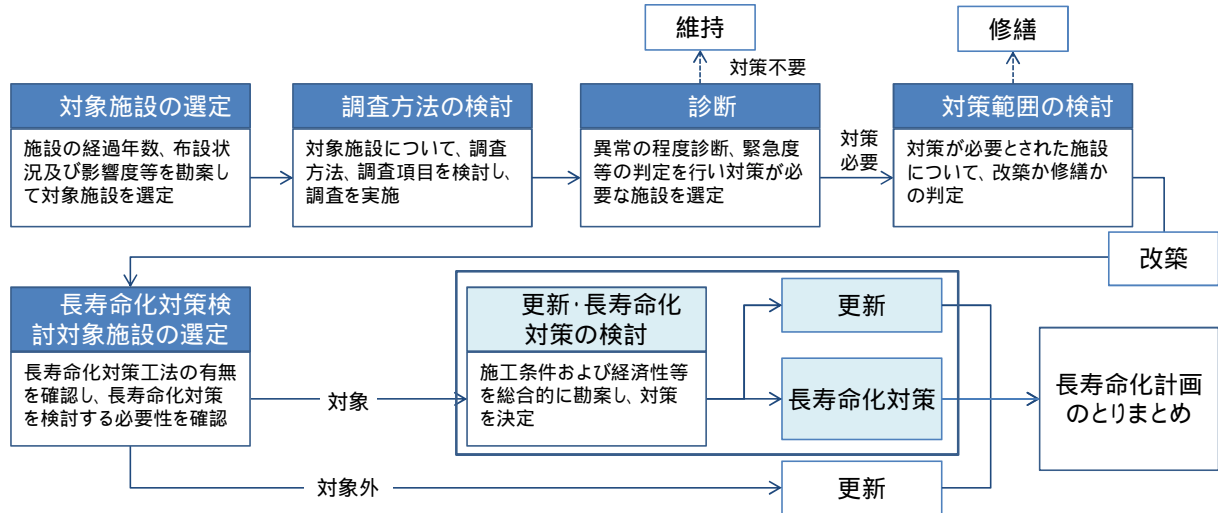 維持
修繕
対策不要
対象施設の選定
施設の経過年数、布設状
況及び影響度等を勘案し
て対象施設を選定
調査方法の検討
対象施設について、調査
方法、調査項目を検討し、
調査を実施
診断
異常の程度診断、緊急度
等の判定を行い対策が必
要な施設を選定
対策
必要
対策範囲の検討
対策が必要とされた施設
について、改築か修繕か
の判定
改築
長寿命化対策検
討対象施設の選定
長寿命化対策工法の有無
を確認し、長寿命化対策
を検討する必要性を確認
対象
更新・長寿命化
対策の検討
施工条件および経済性等
を総合的に勘案し、対策
を決定
更新
長寿命化対策
長寿命化計画
のとりまとめ
対象外
更新